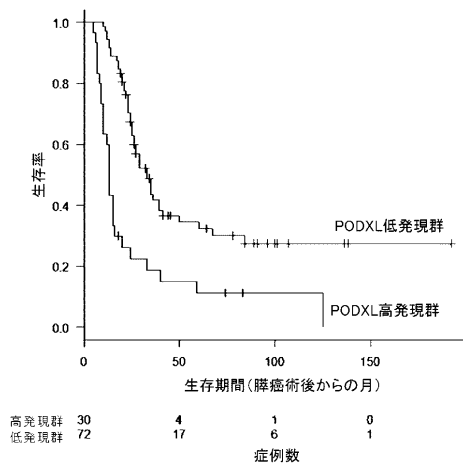 1.0
0.8
0.6
0.4
0.2
0.0
生存率
PODXL低発現群
PODXL高発現群
0 50 100 150
生存期間(膵癌術後からの月)
高発現群 30 4 1 0
低発現群 72 17 6 1
症例数